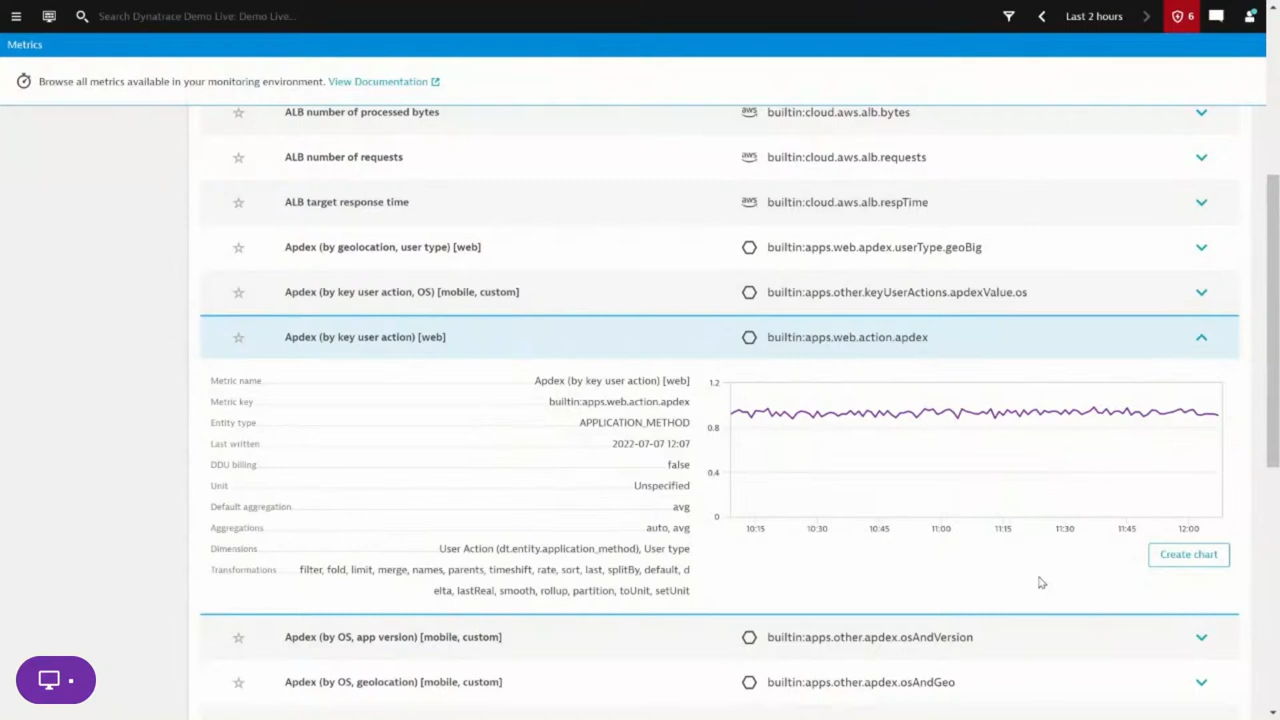 Search Dynatrace Demo Live: Demo Live...
Last 2 hours
6
Metrics
Browse all metrics available in your monitoring environment. View Documentation
ALB number of processed bytes aws builtin:cloud.aws.alb.bytes
ALB number of requests aws builtin:cloud.aws.alb.requests
ALB target response time aws builtin:cloud.aws.alb.respTime
Apdex (by geolocation, user type) [web] builtin:apps.web.apdex.userType.geoBig
Apdex (by key user action, OS) [mobile, custom] builtin:apps.other.keyUserActions.apdexValue.os
Apdex (by key user action) [web] builtin:apps.web.action.apdex
Metric name Apdex (by key user action) [web]
Metric key builtin:apps.web.action.apdex
Entity type APPLICATION_METHOD
Last written 2022-07-07 12:07
DDU billing false
Unit Unspecified
Default aggregation avg
Aggregations auto, avg
Dimensions User Action (dt.entity.application_method), User type
Transformations filter, fold, limit, merge, names, parents, timeshift, rate, sort, last, splitBy, default, d
elta, lastReal, smooth, rollup, partition, toUnit, setUnit
1.2
0.8
0.4
0
10:15 10:30 10:45 11:00 11:15 11:30 11:45 12:00
Create chart
Apdex (by OS, app version) [mobile, custom] builtin:apps.other.apdex.osAndVersion
Apdex (by OS, geolocation) [mobile, custom] builtin:apps.other.apdex.osAndGeo